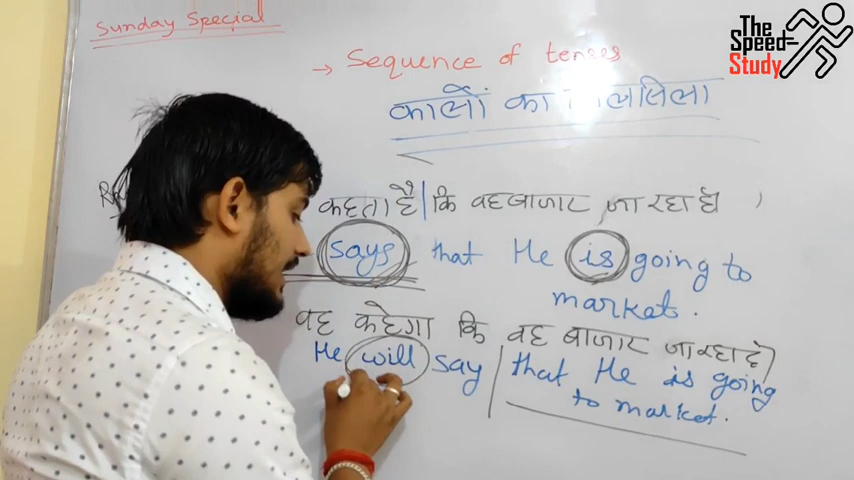 Sunday Special
The
Speed-
Study
→ Sequence of tenses
कालों का
कहता है | कि वह बाजार जा रहा है
says that He is going to
market.
वह कहेगा कि वह बाजार जा रहा है
He will say | that He is going
to market.